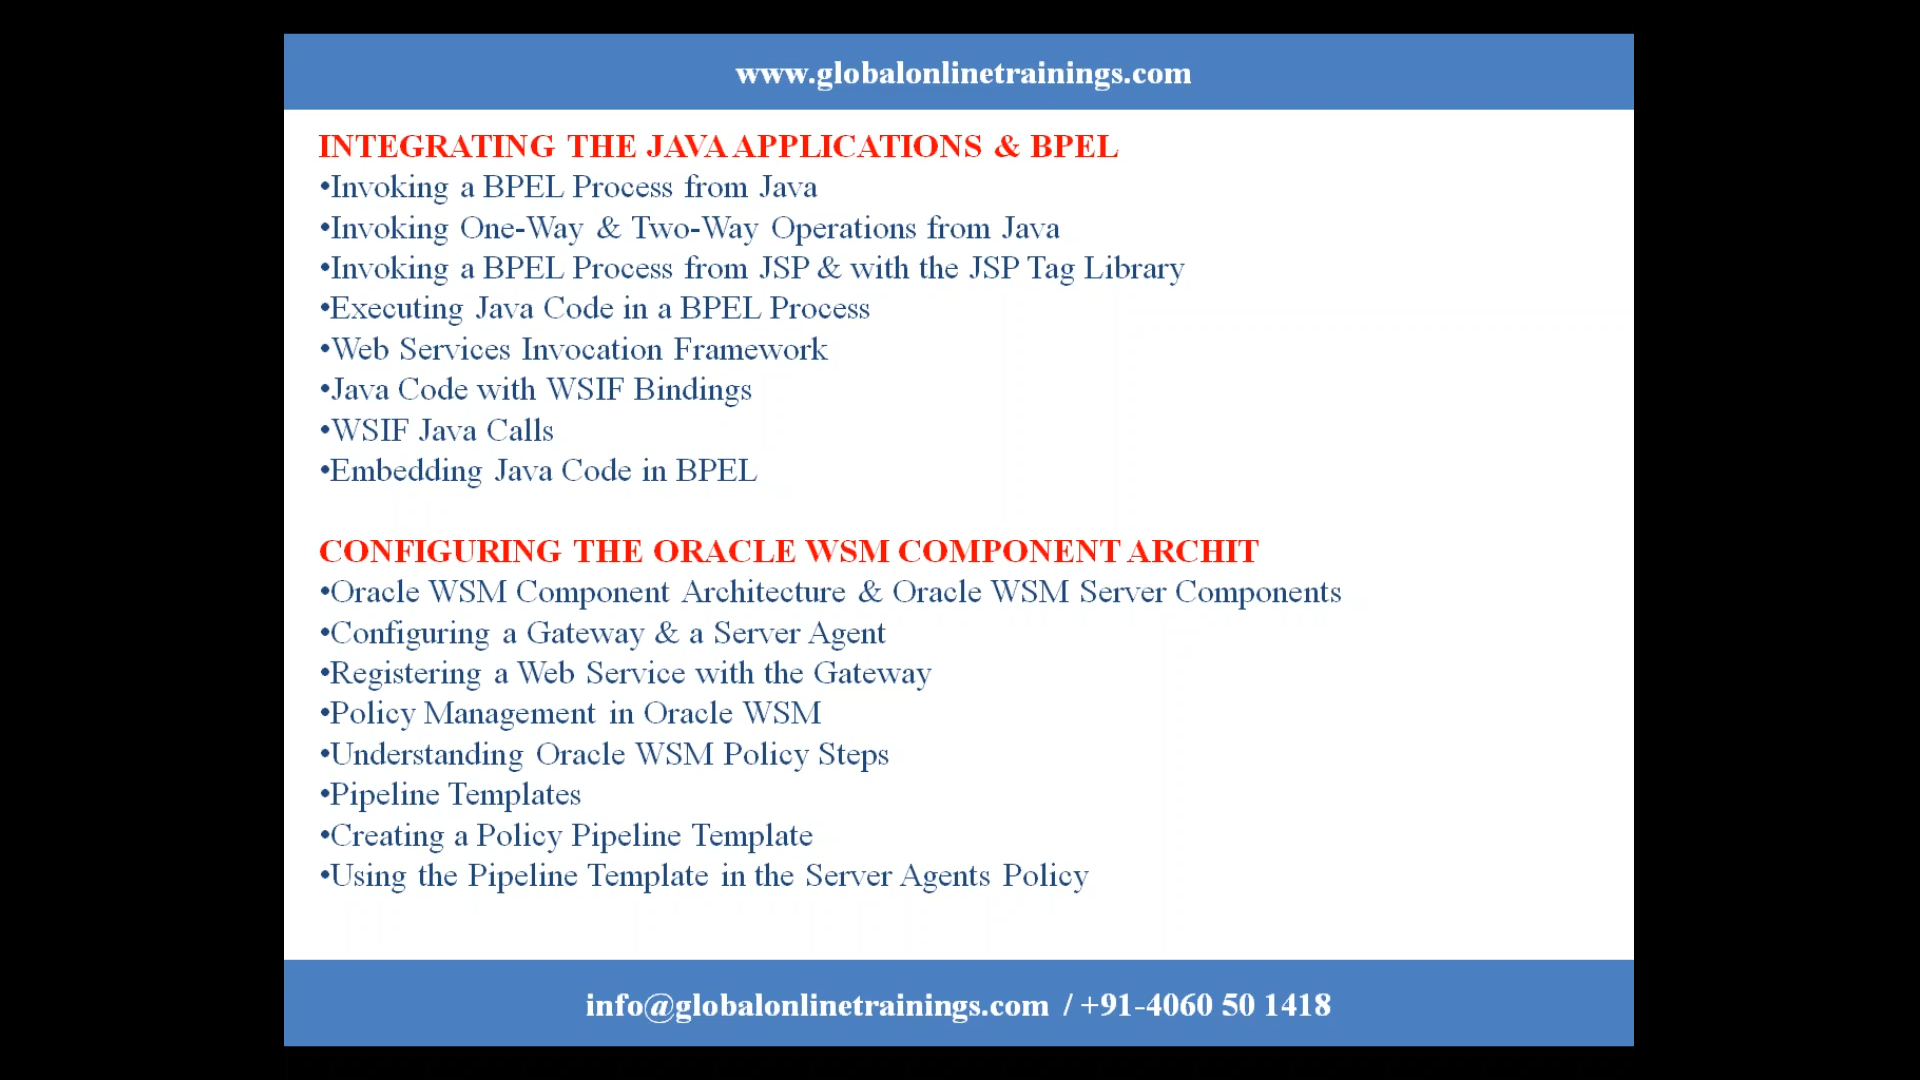 www.globalonlinetrainings.com
INTEGRATING THE JAVA APPLICATIONS & BPEL
•Invoking a BPEL Process from Java
•Invoking One-Way & Two-Way Operations from Java
•Invoking a BPEL Process from JSP & with the JSP Tag Library
•Executing Java Code in a BPEL Process
•Web Services Invocation Framework
•Java Code with WSIF Bindings
•WSIF Java Calls
•Embedding Java Code in BPEL
CONFIGURING THE ORACLE WSM COMPONENT ARCHIT
•Oracle WSM Component Architecture & Oracle WSM Server Components
•Configuring a Gateway & a Server Agent
•Registering a Web Service with the Gateway
•Policy Management in Oracle WSM
•Understanding Oracle WSM Policy Steps
•Pipeline Templates
•Creating a Policy Pipeline Template
•Using the Pipeline Template in the Server Agents Policy
info@globalonlinetrainings.com / +91-4060 50 1418